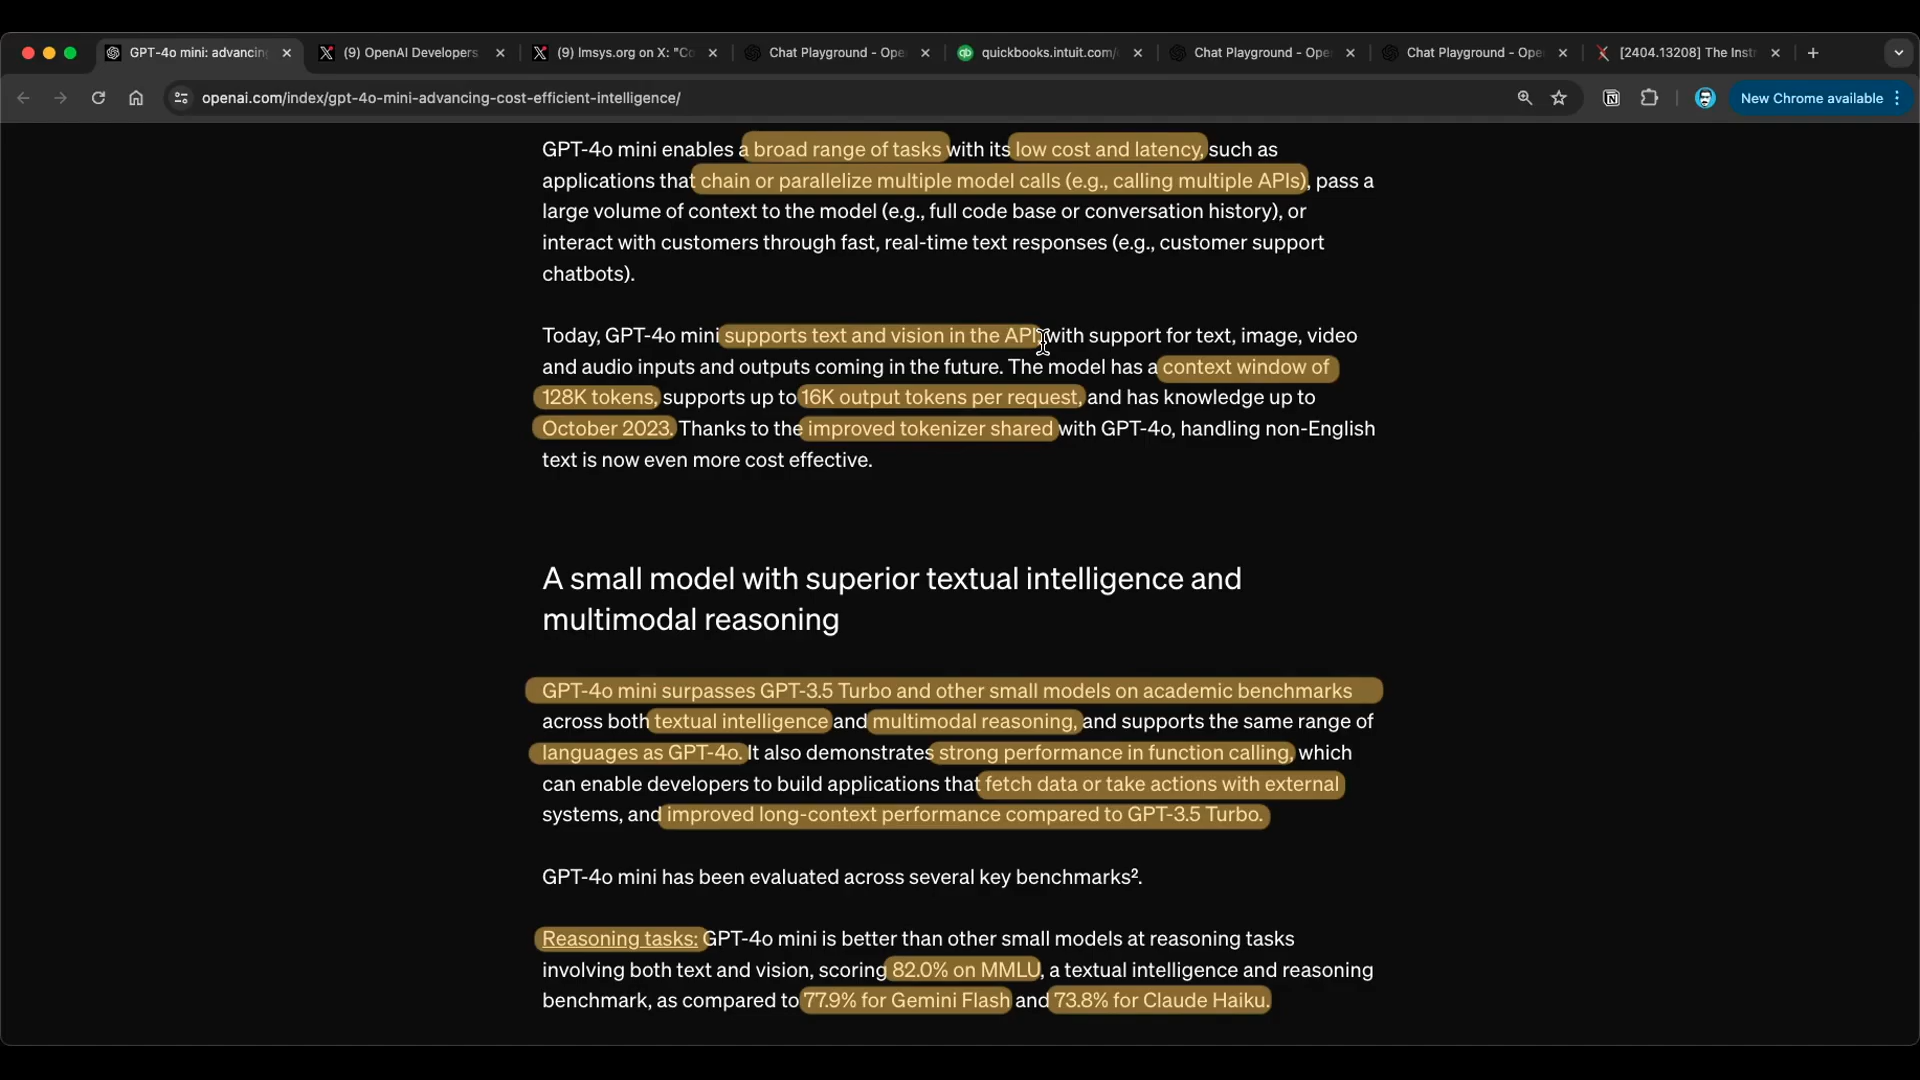 GPT-4o mini: advancing
(9) OpenAI Developers
(9) lmsys.org on X: "Co
Chat Playground - Ope
quickbooks.intuit.com/
Chat Playground - Ope
Chat Playground - Ope
[2404.13208] The Instr
openai.com/index/gpt-4o-mini-advancing-cost-efficient-intelligence/
New Chrome available
GPT-4o mini enables a broad range of tasks with its low cost and latency, such as
applications that chain or parallelize multiple model calls (e.g., calling multiple APIs), pass a
large volume of context to the model (e.g., full code base or conversation history), or
interact with customers through fast, real-time text responses (e.g., customer support
chatbots).
Today, GPT-4o mini supports text and vision in the API, with support for text, image, video
and audio inputs and outputs coming in the future. The model has a context window of
128K tokens, supports up to 16K output tokens per request, and has knowledge up to
October 2023. Thanks to the improved tokenizer shared with GPT-4o, handling non-English
text is now even more cost effective.
A small model with superior textual intelligence and
multimodal reasoning
GPT-4o mini surpasses GPT-3.5 Turbo and other small models on academic benchmarks
across both textual intelligence and multimodal reasoning, and supports the same range of
languages as GPT-4o. It also demonstrates strong performance in function calling, which
can enable developers to build applications that fetch data or take actions with external
systems, and improved long-context performance compared to GPT-3.5 Turbo.
GPT-4o mini has been evaluated across several key benchmarks².
Reasoning tasks: GPT-4o mini is better than other small models at reasoning tasks
involving both text and vision, scoring 82.0% on MMLU, a textual intelligence and reasoning
benchmark, as compared to 77.9% for Gemini Flash and 73.8% for Claude Haiku.